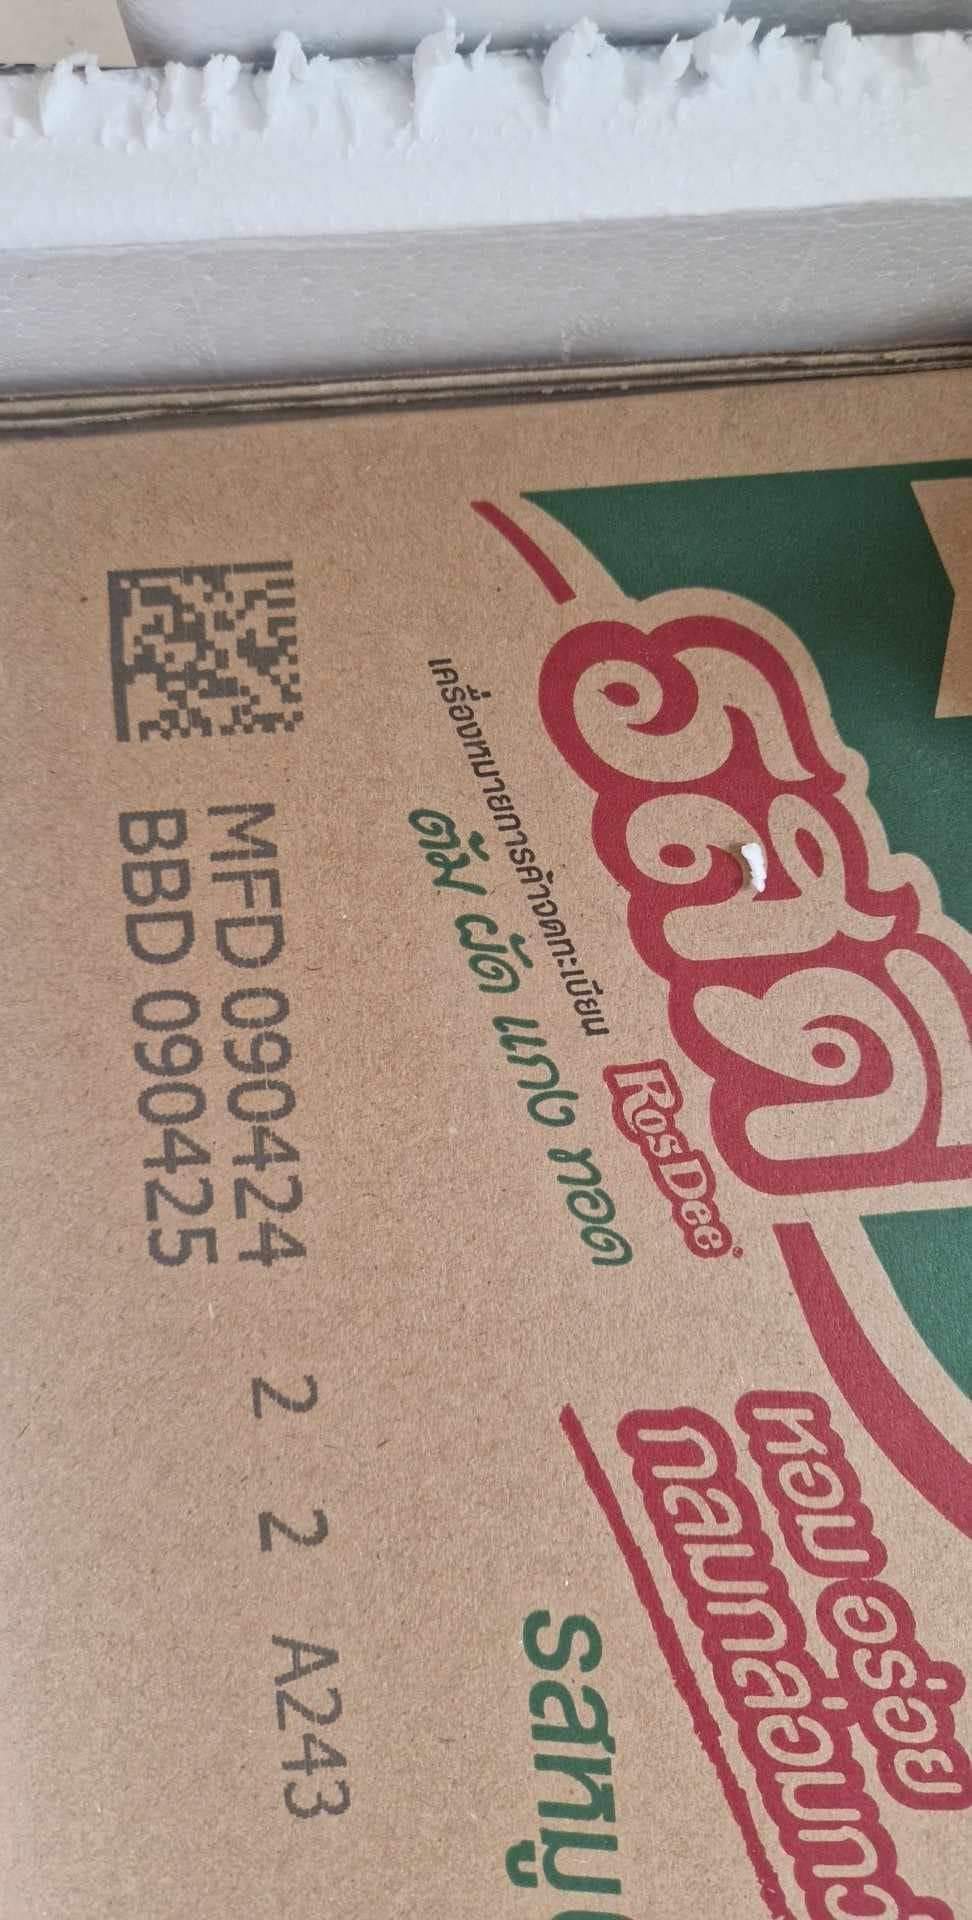 รสดี
เครื่องหมายการค้าจดทะเบียน
RosDee
ต้ม ผัด แกง ทอด
หอมอร่อย
กลมกล่อม
รสหมู
MFD 090424 2 2 A243
BBD 090425